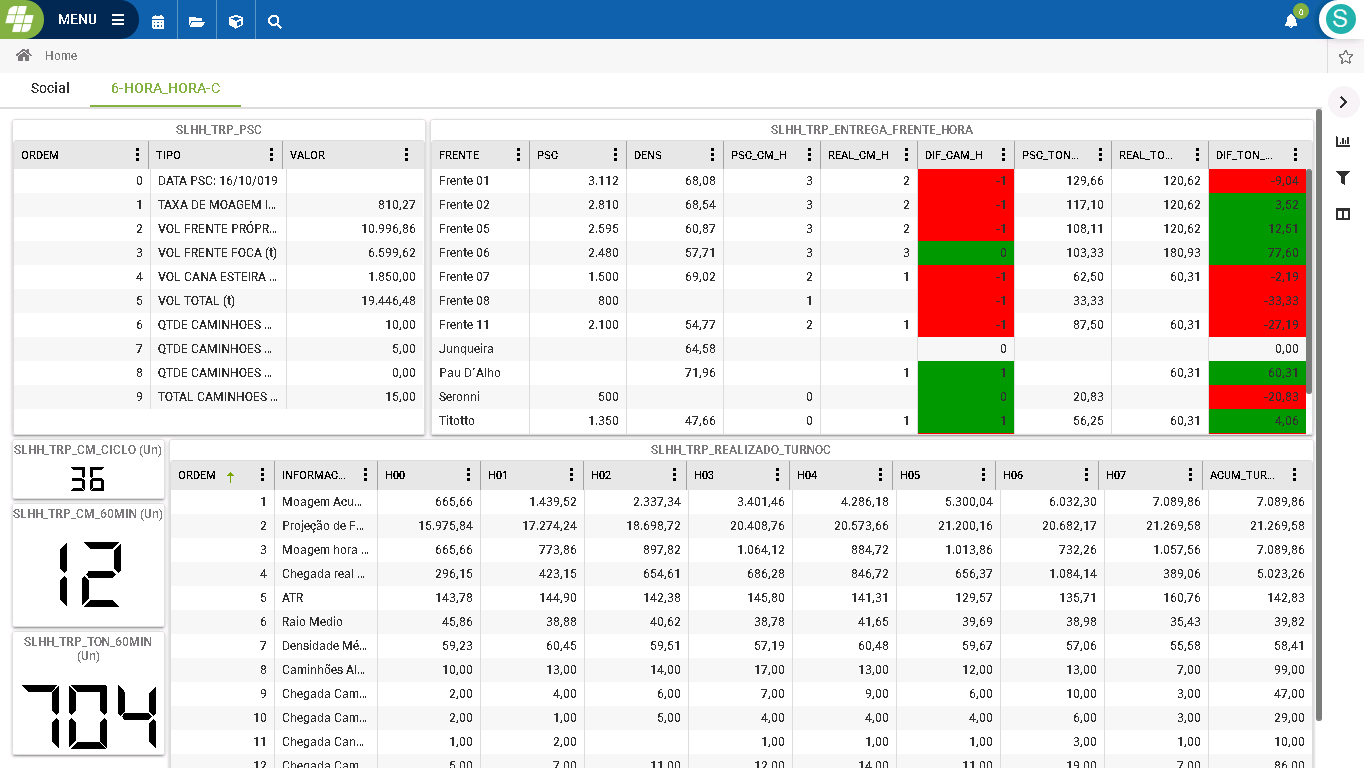 MENU
0
S
Home
Social 6-HORA_HORA-C
SLHH_TRP_PSC
ORDEM TIPO VALOR
0 DATA PSC: 16/10/019
1 TAXA DE MOAGEM I... 810,27
2 VOL FRENTE PRÓPR... 10.996,86
3 VOL FRENTE FOCA (t) 6.599,62
4 VOL CANA ESTEIRA ... 1.850,00
5 VOL TOTAL (t) 19.446,48
6 QTDE CAMINHOES ... 10,00
7 QTDE CAMINHOES ... 5,00
8 QTDE CAMINHOES ... 0,00
9 TOTAL CAMINHOES ... 15,00
SLHH_TRP_ENTREGA_FRENTE_HORA
FRENTE PSC DENS PSC_CM_H REAL_CM_H DIF_CAM_H PSC_TON... REAL_TO... DIF_TON_...
Frente 01 3.112 68,08 3 2 -1 129,66 120,62 -9,04
Frente 02 2.810 68,54 3 2 -1 117,10 120,62 3,52
Frente 05 2.595 60,87 3 2 -1 108,11 120,62 12,51
Frente 06 2.480 57,71 3 3 0 103,33 180,93 77,60
Frente 07 1.500 69,02 2 1 -1 62,50 60,31 -2,19
Frente 08 800 1 -1 33,33 -33,33
Frente 11 2.100 54,77 2 1 -1 87,50 60,31 -27,19
Junqueira 64,58 0 0,00
Pau D´Alho 71,96 1 1 60,31 60,31
Seronni 500 0 0 20,83 -20,83
Titotto 1.350 47,66 0 1 1 56,25 60,31 4,06
SLHH_TRP_CM_CICLO (Un)
36
SLHH_TRP_CM_60MIN (Un)
12
SLHH_TRP_TON_60MIN
(Un)
704
SLHH_TRP_REALIZADO_TURNOC
ORDEM INFORMAC... H00 H01 H02 H03 H04 H05 H06 H07 ACUM_TUR...
1 Moagem Acu... 665,66 1.439,52 2.337,34 3.401,46 4.286,18 5.300,04 6.032,30 7.089,86 7.089,86
2 Projeção de F... 15.975,84 17.274,24 18.698,72 20.408,76 20.573,66 21.200,16 20.682,17 21.269,58 21.269,58
3 Moagem hora ... 665,66 773,86 897,82 1.064,12 884,72 1.013,86 732,26 1.057,56 7.089,86
4 Chegada real ... 296,15 423,15 654,61 686,28 846,72 656,37 1.084,14 389,06 5.023,26
5 ATR 143,78 144,90 142,38 145,80 141,31 129,57 135,71 160,76 142,83
6 Raio Medio 45,86 38,88 40,62 38,78 41,65 39,69 38,98 35,43 39,82
7 Densidade Mé... 59,23 60,45 59,51 57,19 60,48 59,67 57,06 55,58 58,41
8 Caminhões Al... 10,00 13,00 14,00 17,00 13,00 12,00 13,00 7,00 99,00
9 Chegada Cam... 2,00 4,00 6,00 7,00 9,00 6,00 10,00 3,00 47,00
10 Chegada Cam... 2,00 1,00 5,00 4,00 4,00 4,00 6,00 3,00 29,00
11 Chegada Can... 1,00 2,00 1,00 1,00 1,00 3,00 1,00 10,00
12 Chegada Cam... 5,00 7,00 11,00 12,00 14,00 11,00 19,00 7,00 86,00